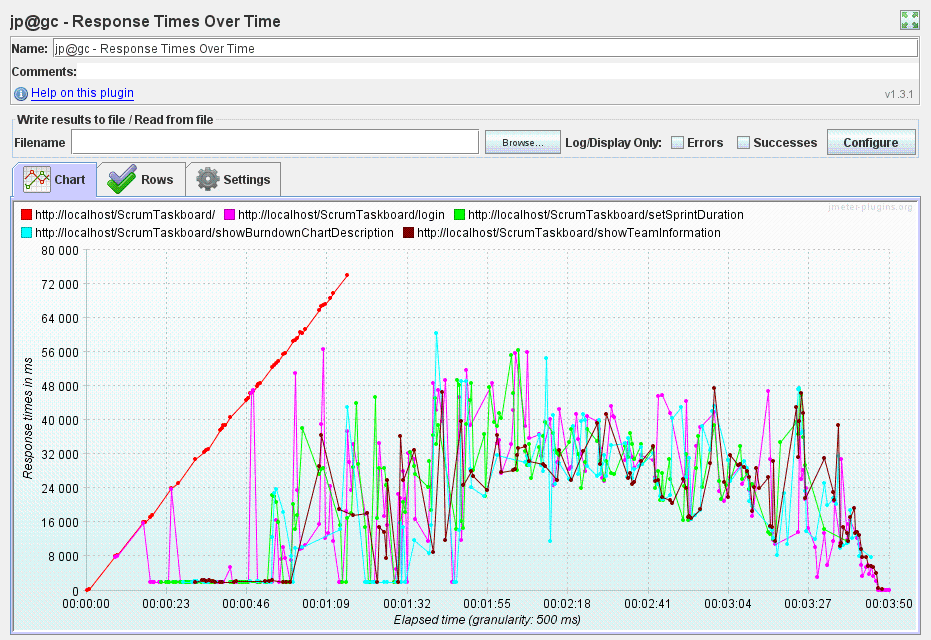 jp@gc - Response Times Over Time
Name: jp@gc - Response Times Over Time
Comments:
Help on this plugin
v1.3.1
Write results to file / Read from file
Filename Browse... Log/Display Only: Errors Successes Configure
Chart Rows Settings
jmeter-plugins.org
http://localhost/ScrumTaskboard/ http://localhost/ScrumTaskboard/login http://localhost/ScrumTaskboard/setSprintDuration
http://localhost/ScrumTaskboard/showBurndownChartDescription http://localhost/ScrumTaskboard/showTeamInformation
80 000
72 000
64 000
56 000
48 000
40 000
32 000
24 000
16 000
8 000
0
Response times in ms
00:00:00 00:00:23 00:00:46 00:01:09 00:01:32 00:01:55 00:02:18 00:02:41 00:03:04 00:03:27 00:03:50
Elapsed time (granularity: 500 ms)